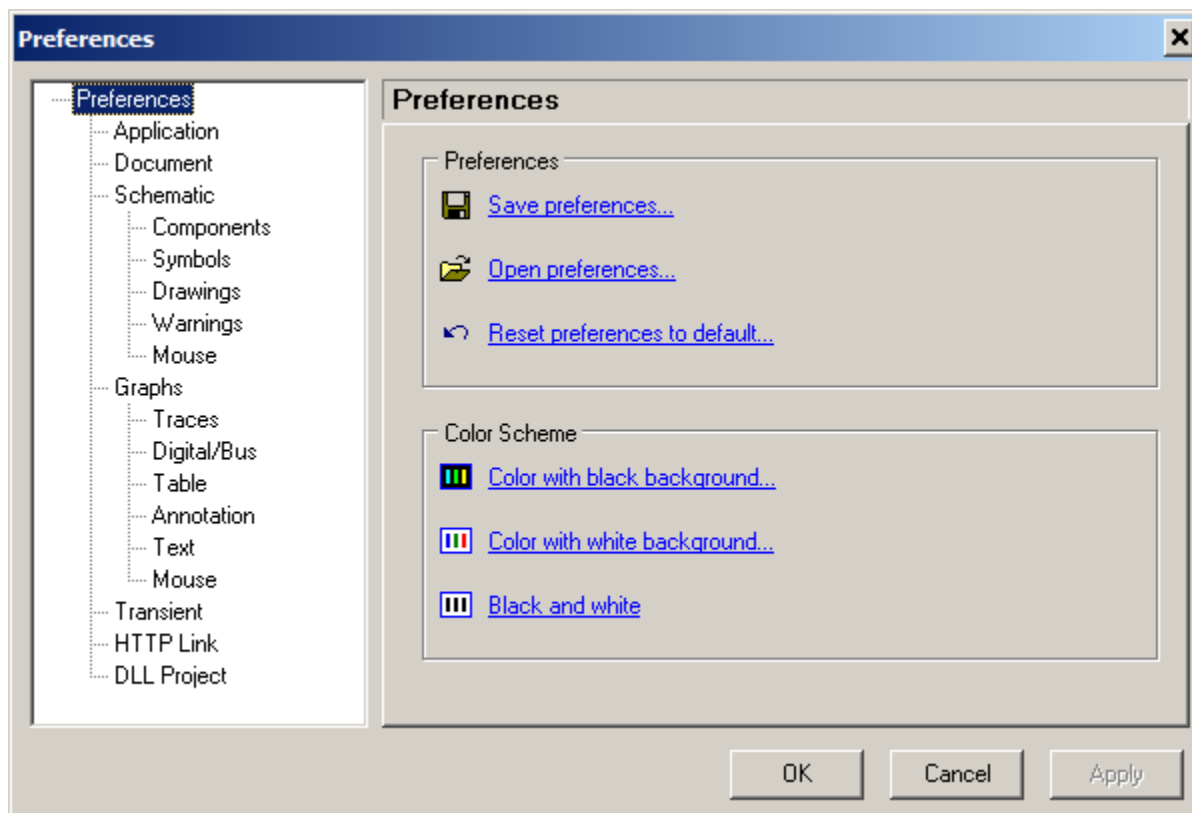 Preferences
Preferences
Application
Document
Schematic
Components
Symbols
Drawings
Warnings
Mouse
Graphs
Traces
Digital/Bus
Table
Annotation
Text
Mouse
Transient
HTTP Link
DLL Project
Preferences
Preferences
Save preferences...
Open preferences...
Reset preferences to default...
Color Scheme
Color with black background...
Color with white background...
Black and white
OK Cancel Apply